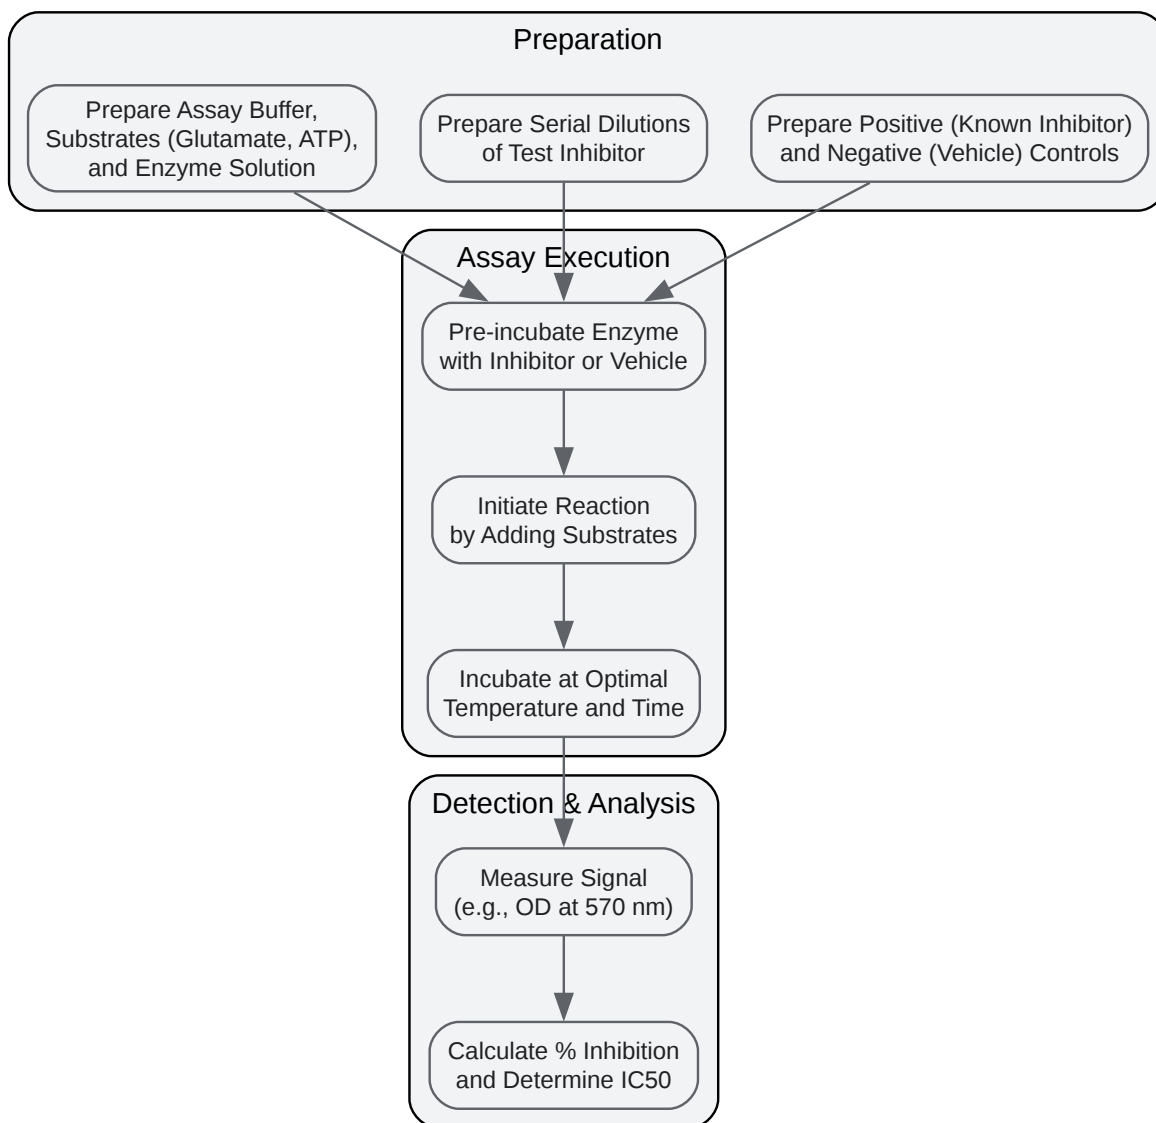 Preparation
Prepare Assay Buffer,
Substrates (Glutamate, ATP),
and Enzyme Solution
Prepare Serial Dilutions
of Test Inhibitor
Prepare Positive (Known Inhibitor)
and Negative (Vehicle) Controls
Assay Execution
Pre-incubate Enzyme
with Inhibitor or Vehicle
Initiate Reaction
by Adding Substrates
Incubate at Optimal
Temperature and Time
Detection & Analysis
Measure Signal
(e.g., OD at 570 nm)
Calculate % Inhibition
and Determine IC50